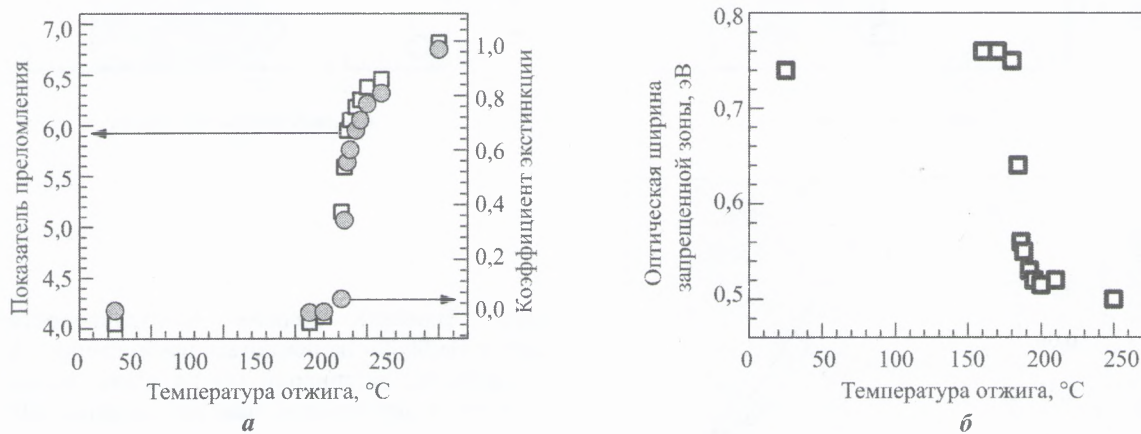 7,0
6,5
6,0
5,5
5,0
4,5
4,0
Показатель преломления
1,0
0,8
0,6
0,4
0,2
0,0
Коэффициент экстинкции
0 50 100 150 200 250
Температура отжига, °С
а
0,8
0,7
0,6
0,5
Оптическая ширина
запрещенной зоны, эВ
0 50 100 150 200 250
Температура отжига, °С
б